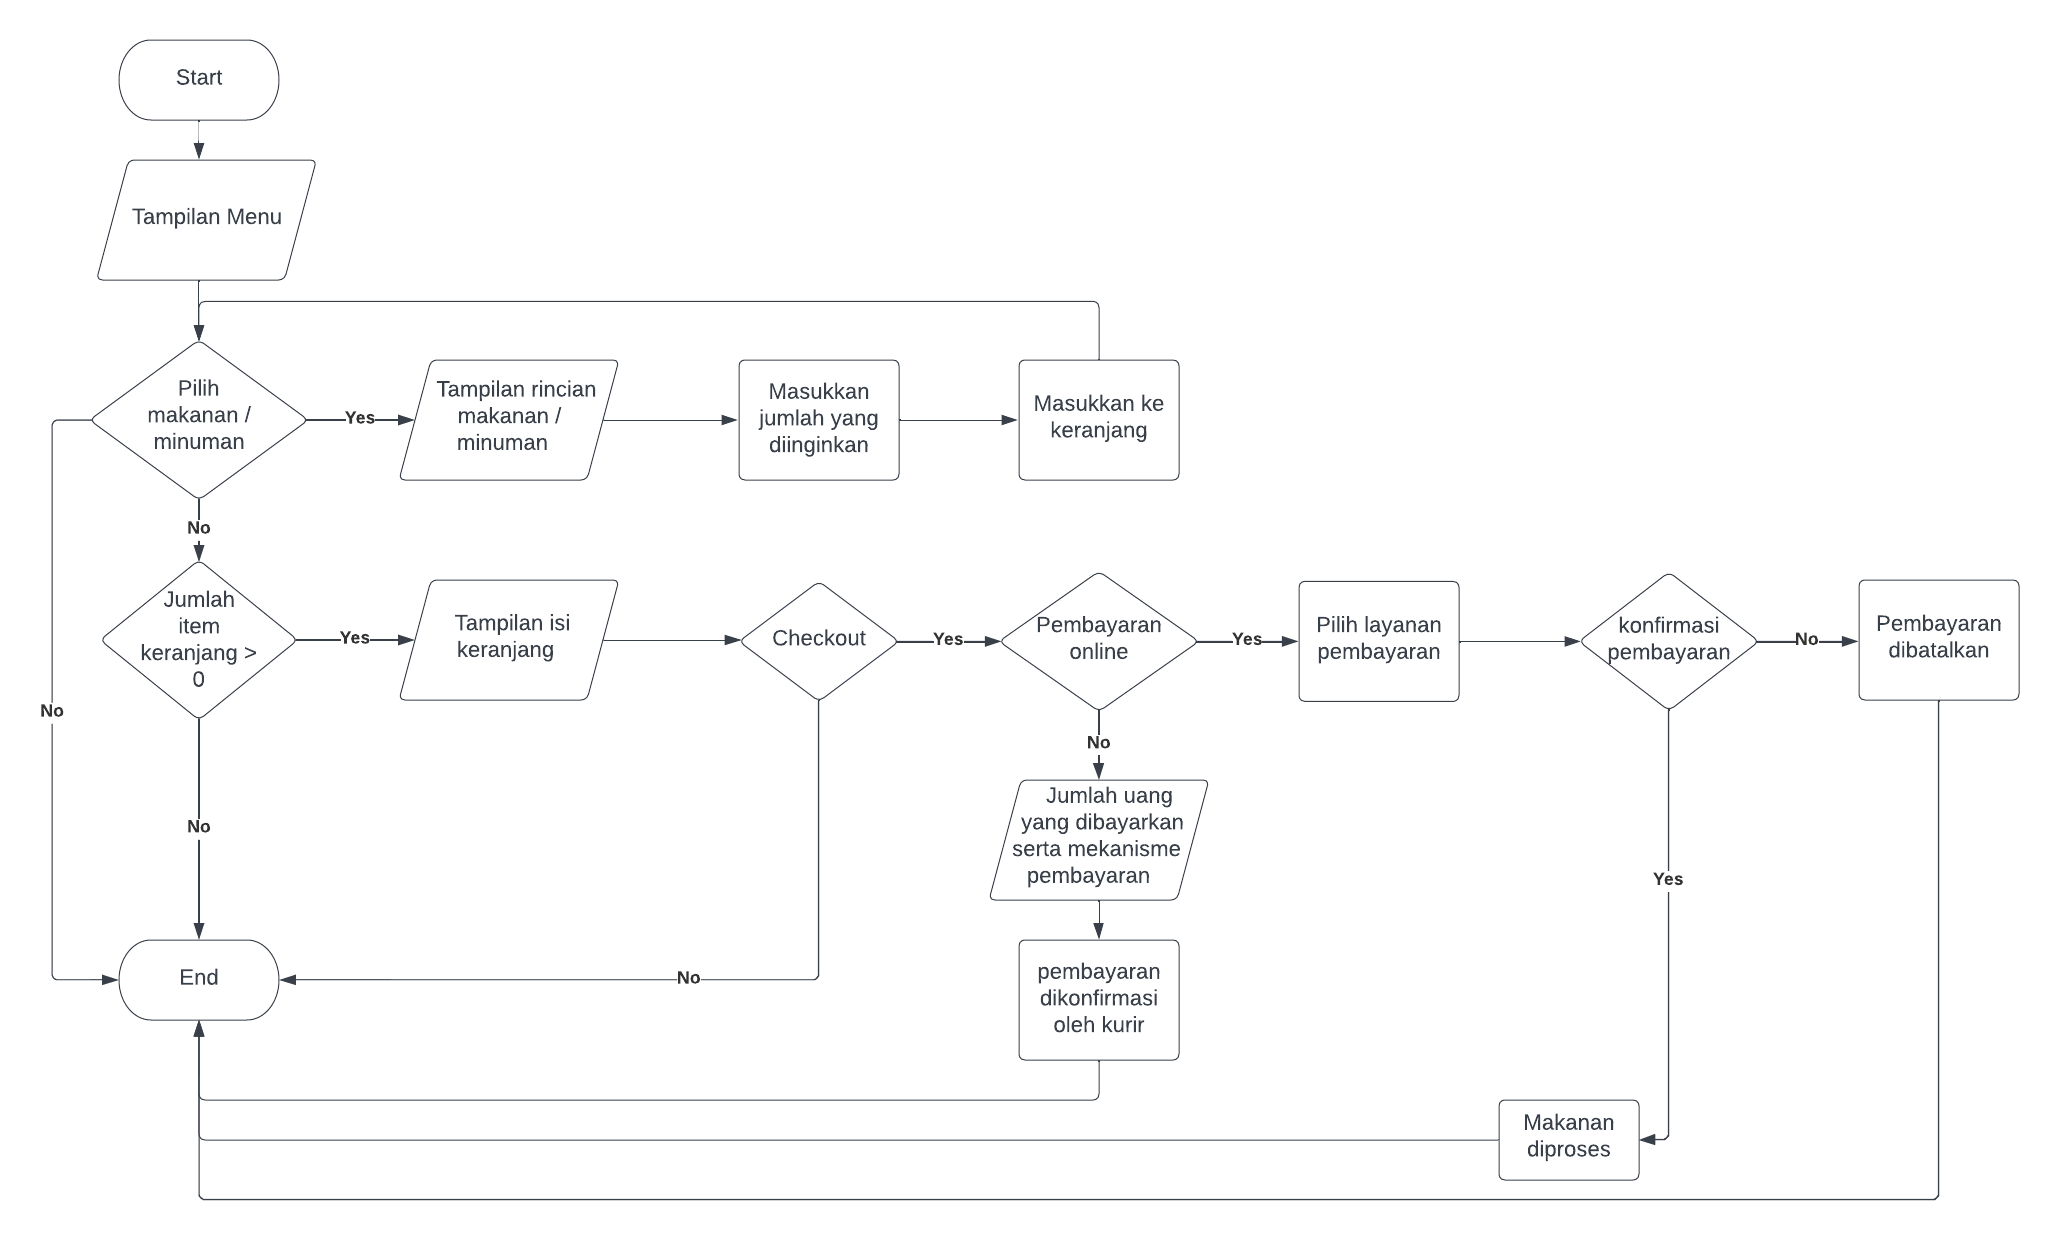 Start
Tampilan Menu
Pilih
makanan /
minuman
Yes
Tampilan rincian
makanan /
minuman
Masukkan
jumlah yang
diinginkan
Masukkan ke
keranjang
No
Jumlah
item
keranjang >
0
Yes
Tampilan isi
keranjang
Checkout
Yes
Pembayaran
online
Yes
Pilih layanan
pembayaran
konfirmasi
pembayaran
No
Pembayaran
dibatalkan
No
No
Jumlah uang
yang dibayarkan
serta mekanisme
pembayaran
No
Yes
End
No
pembayaran
dikonfirmasi
oleh kurir
Makanan
diproses